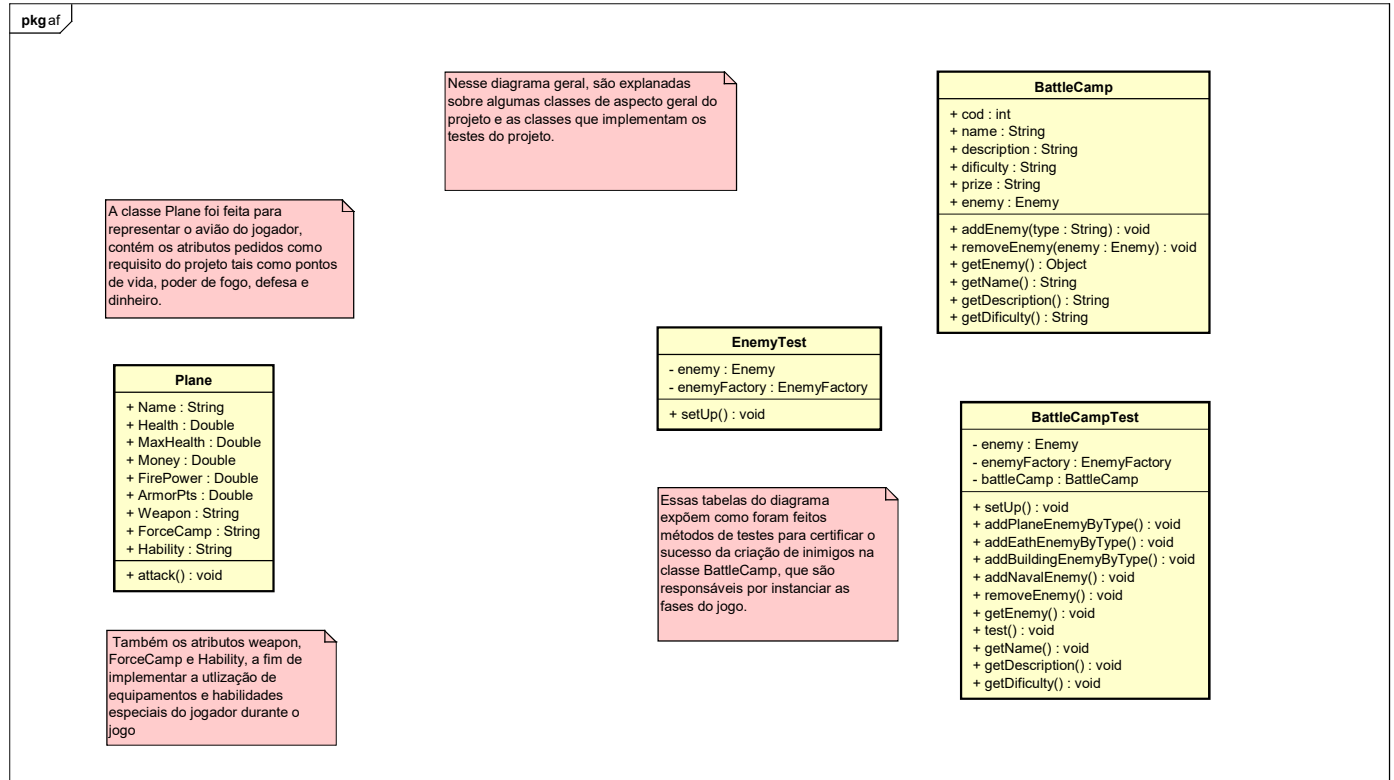 pkg af
Nesse diagrama geral, são explanadas
sobre algumas classes de aspecto geral do
projeto e as classes que implementam os
testes do projeto.
BattleCamp
+ cod : int
+ name : String
+ description : String
+ dificulty : String
+ prize : String
+ enemy : Enemy
+ addEnemy(type : String) : void
+ removeEnemy(enemy : Enemy) : void
+ getEnemy() : Object
+ getName() : String
+ getDescription() : String
+ getDificulty() : String
A classe Plane foi feita para
representar o avião do jogador,
contém os atributos pedidos como
requisito do projeto tais como pontos
de vida, poder de fogo, defesa e
dinheiro.
EnemyTest
- enemy : Enemy
- enemyFactory : EnemyFactory
+ setUp() : void
Plane
+ Name : String
+ Health : Double
+ MaxHealth : Double
+ Money : Double
+ FirePower : Double
+ ArmorPts : Double
+ Weapon : String
+ ForceCamp : String
+ Hability : String
+ attack() : void
BattleCampTest
- enemy : Enemy
- enemyFactory : EnemyFactory
- battleCamp : BattleCamp
+ setUp() : void
+ addPlaneEnemyByType() : void
+ addEathEnemyByType() : void
+ addBuildingEnemyByType() : void
+ addNavalEnemy() : void
+ removeEnemy() : void
+ getEnemy() : void
+ test() : void
+ getName() : void
+ getDescription() : void
+ getDificulty() : void
Essas tabelas do diagrama
expõem como foram feitos
métodos de testes para certificar o
sucesso da criação de inimigos na
classe BattleCamp, que são
responsáveis por instanciar as
fases do jogo.
Também os atributos weapon,
ForceCamp e Hability, a fim de
implementar a utlização de
equipamentos e habilidades
especiais do jogador durante o
jogo